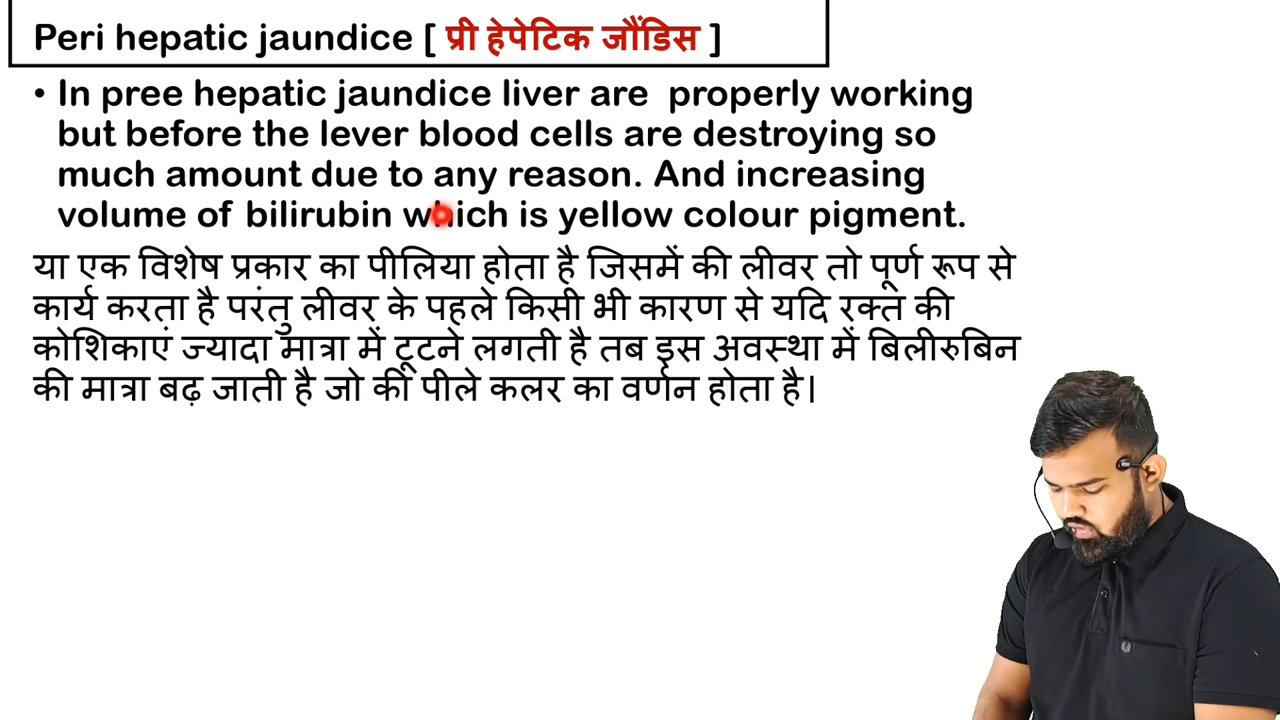 Peri hepatic jaundice [ प्री हेपेटिक जौंडिस ]
• In pree hepatic jaundice liver are properly working
but before the lever blood cells are destroying so
much amount due to any reason. And increasing
volume of bilirubin which is yellow colour pigment.
या एक विशेष प्रकार का पीलिया होता है जिसमें की लीवर तो पूर्ण रूप से
कार्य करता है परंतु लीवर के पहले किसी भी कारण से यदि रक्त की
कोशिकाएं ज्यादा मात्रा में टूटने लगती है तब इस अवस्था में बिलीरुबिन
की मात्रा बढ़ जाती है जो की पीले कलर का वर्णन होता है।